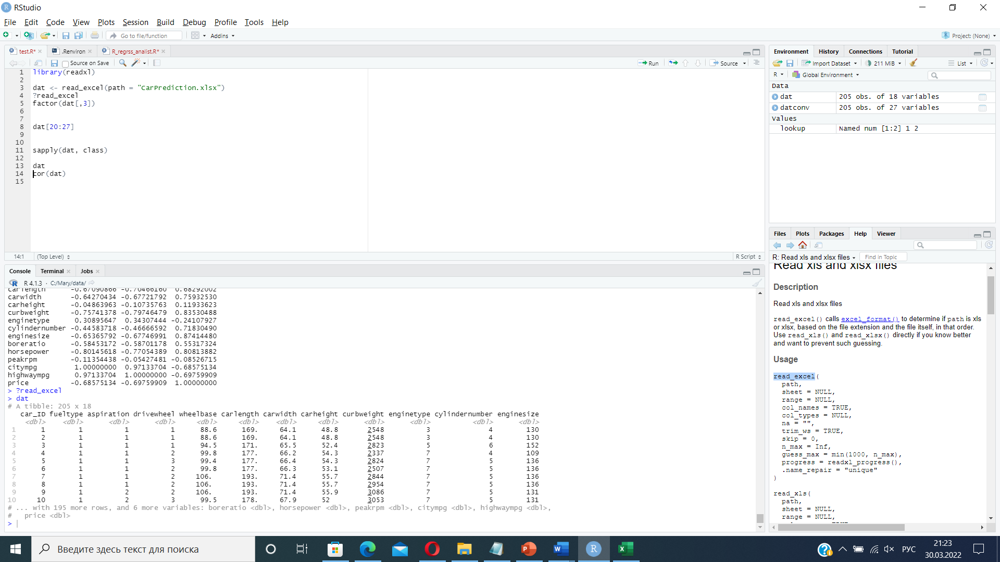 RStudio
File Edit Code View Plots Session Build Debug Profile Tools Help
Go to file/function Addins Project: (None)
test.R* .Renviron R_regrss_analist.R*
Source on Save Run Source
1 library(readxl)
2
3 dat <- read_excel(path = "CarPrediction.xlsx")
4 ?read_excel
5 factor(dat[,3])
6
7
8 dat[20:27]
9
10
11 sapply(dat, class)
12
13 dat
14 cor(dat)
15
14:1 (Top Level) R Script
Console Terminal Jobs
R 4.1.3 · C:/Mary/data/
carlength -0.67090866 -0.70466160 0.68292002
carwidth -0.64270434 -0.67721792 0.75932530
carheight -0.04863963 -0.10735763 0.11933623
curbweight -0.75741378 -0.79746479 0.83530488
enginetype 0.30895647 0.34307444 -0.24107927
cylindernumber -0.44583718 -0.46666592 0.71830490
enginesize -0.65365792 -0.67746991 0.87414480
boreratio -0.58453172 -0.58701178 0.55317324
horsepower -0.80145618 -0.77054389 0.80813882
peakrpm -0.11354438 -0.05427481 -0.08526715
citympg 1.00000000 0.97133704 -0.68575134
highwaympg 0.97133704 1.00000000 -0.69759909
price -0.68575134 -0.69759909 1.00000000
> ?read_excel
> dat
# A tibble: 205 x 18
car_ID fueltype aspiration drivewheel wheelbase carlength carwidth carheight curbweight enginetype cylindernumber enginesize
<dbl> <dbl> <dbl> <dbl> <dbl> <dbl> <dbl> <dbl> <dbl> <dbl> <dbl> <dbl>
1 1 1 1 1 88.6 169. 64.1 48.8 2548 3 4 130
2 2 1 1 1 88.6 169. 64.1 48.8 2548 3 4 130
3 3 1 1 1 94.5 171. 65.5 52.4 2823 5 6 152
4 4 1 1 2 99.8 177. 66.2 54.3 2337 7 4 109
5 5 1 1 3 99.4 177. 66.4 54.3 2824 7 5 136
6 6 1 1 2 99.8 177. 66.3 53.1 2507 7 5 136
7 7 1 1 2 106. 193. 71.4 55.7 2844 7 5 136
8 8 1 1 2 106. 193. 71.4 55.7 2954 7 5 136
9 9 1 2 2 106. 193. 71.4 55.9 3086 7 5 131
10 10 1 2 3 99.5 178. 67.9 52 3053 7 5 131
# ... with 195 more rows, and 6 more variables: boreratio <dbl>, horsepower <dbl>, peakrpm <dbl>, citympg <dbl>, highwaympg <dbl>,
# price <dbl>
>
Environment History Connections Tutorial
Import Dataset 211 MiB List
R Global Environment
Data
dat 205 obs. of 18 variables
datconv 205 obs. of 27 variables
Values
lookup Named num [1:2] 1 2
Files Plots Packages Help Viewer
R: Read xls and xlsx files Find in Topic
Read xls and xlsx files
Description
Read xls and xlsx files
read_excel() calls excel_format() to determine if path is xls
or xlsx, based on the file extension and the file itself, in that order.
Use read_xls() and read_xlsx() directly if you know better
and want to prevent such guessing.
Usage
read_excel(
path,
sheet = NULL,
range = NULL,
col_names = TRUE,
col_types = NULL,
na = "",
trim_ws = TRUE,
skip = 0,
n_max = Inf,
guess_max = min(1000, n_max),
progress = readxl_progress(),
.name_repair = "unique"
)
read_xls(
path,
sheet = NULL,
range = NULL,
Введите здесь текст для поиска
РУС
21:23
30.03.2022